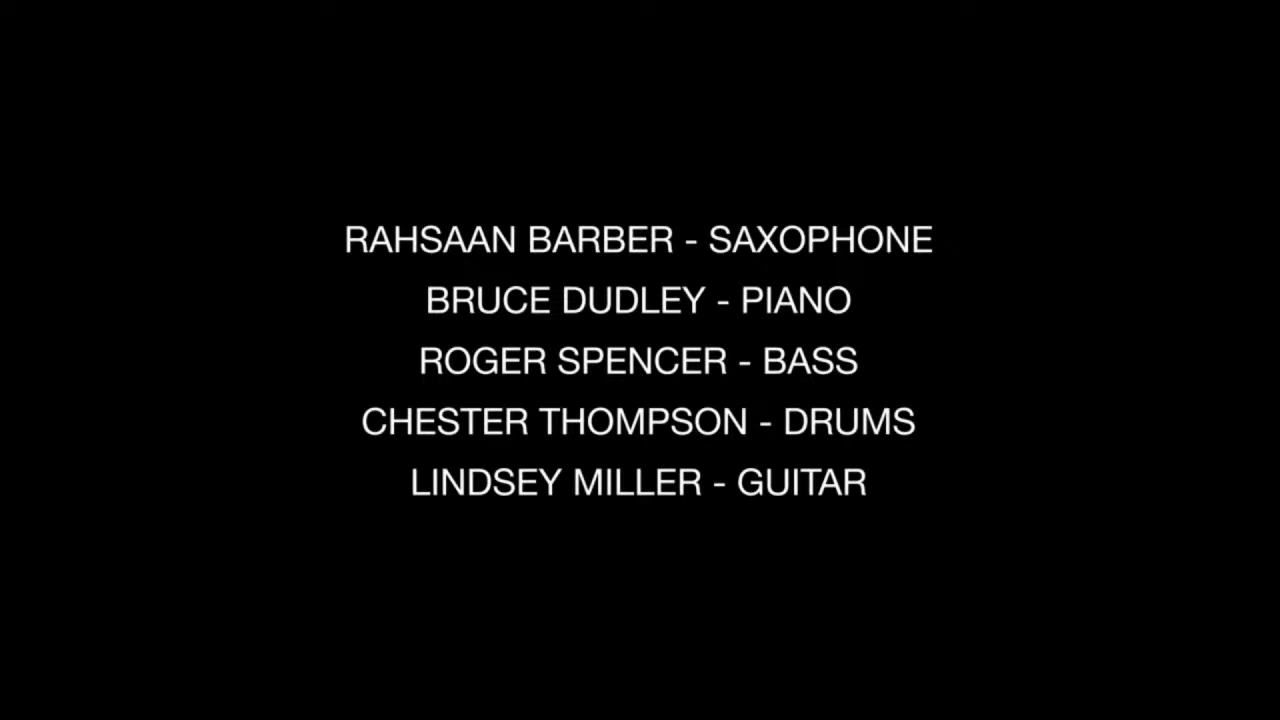 RAHSAAN BARBER - SAXOPHONE
BRUCE DUDLEY - PIANO
ROGER SPENCER - BASS
CHESTER THOMPSON - DRUMS
LINDSEY MILLER - GUITAR